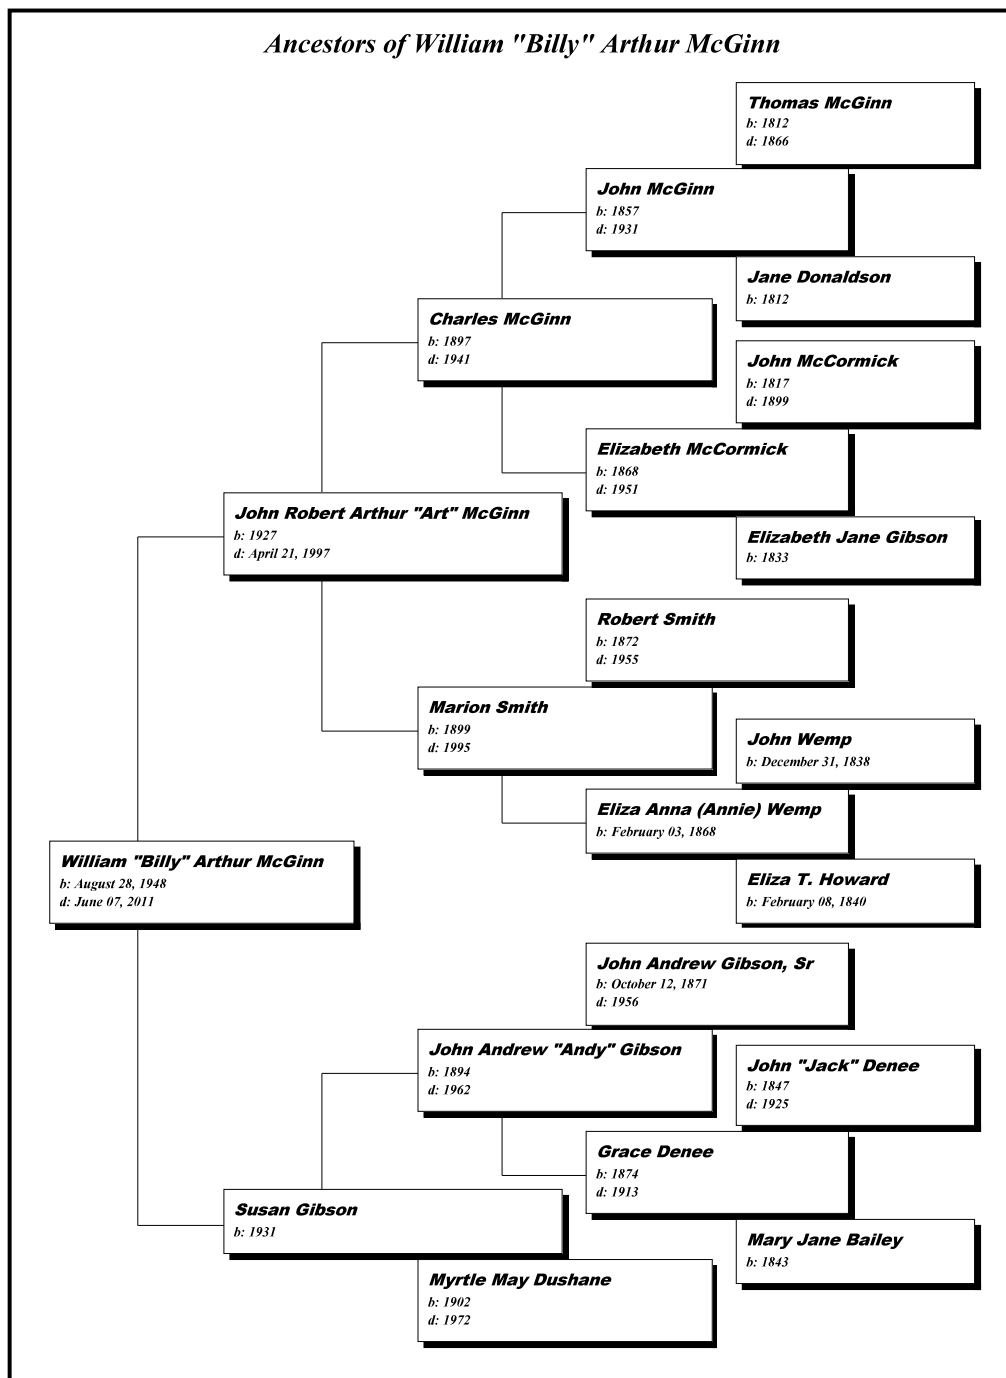 Ancestors of William "Billy" Arthur McGinn
Thomas McGinn
b: 1812
d: 1866
John McGinn
b: 1857
d: 1931
Jane Donaldson
b: 1812
Charles McGinn
b: 1897
d: 1941
John McCormick
b: 1817
d: 1899
Elizabeth McCormick
b: 1868
d: 1951
John Robert Arthur "Art" McGinn
b: 1927
d: April 21, 1997
Elizabeth Jane Gibson
b: 1833
Robert Smith
b: 1872
d: 1955
Marion Smith
b: 1899
d: 1995
John Wemp
b: December 31, 1838
Eliza Anna (Annie) Wemp
b: February 03, 1868
William "Billy" Arthur McGinn
b: August 28, 1948
d: June 07, 2011
Eliza T. Howard
b: February 08, 1840
John Andrew Gibson, Sr
b: October 12, 1871
d: 1956
John Andrew "Andy" Gibson
b: 1894
d: 1962
John "Jack" Denee
b: 1847
d: 1925
Grace Denee
b: 1874
d: 1913
Susan Gibson
b: 1931
Mary Jane Bailey
b: 1843
Myrtle May Dushane
b: 1902
d: 1972